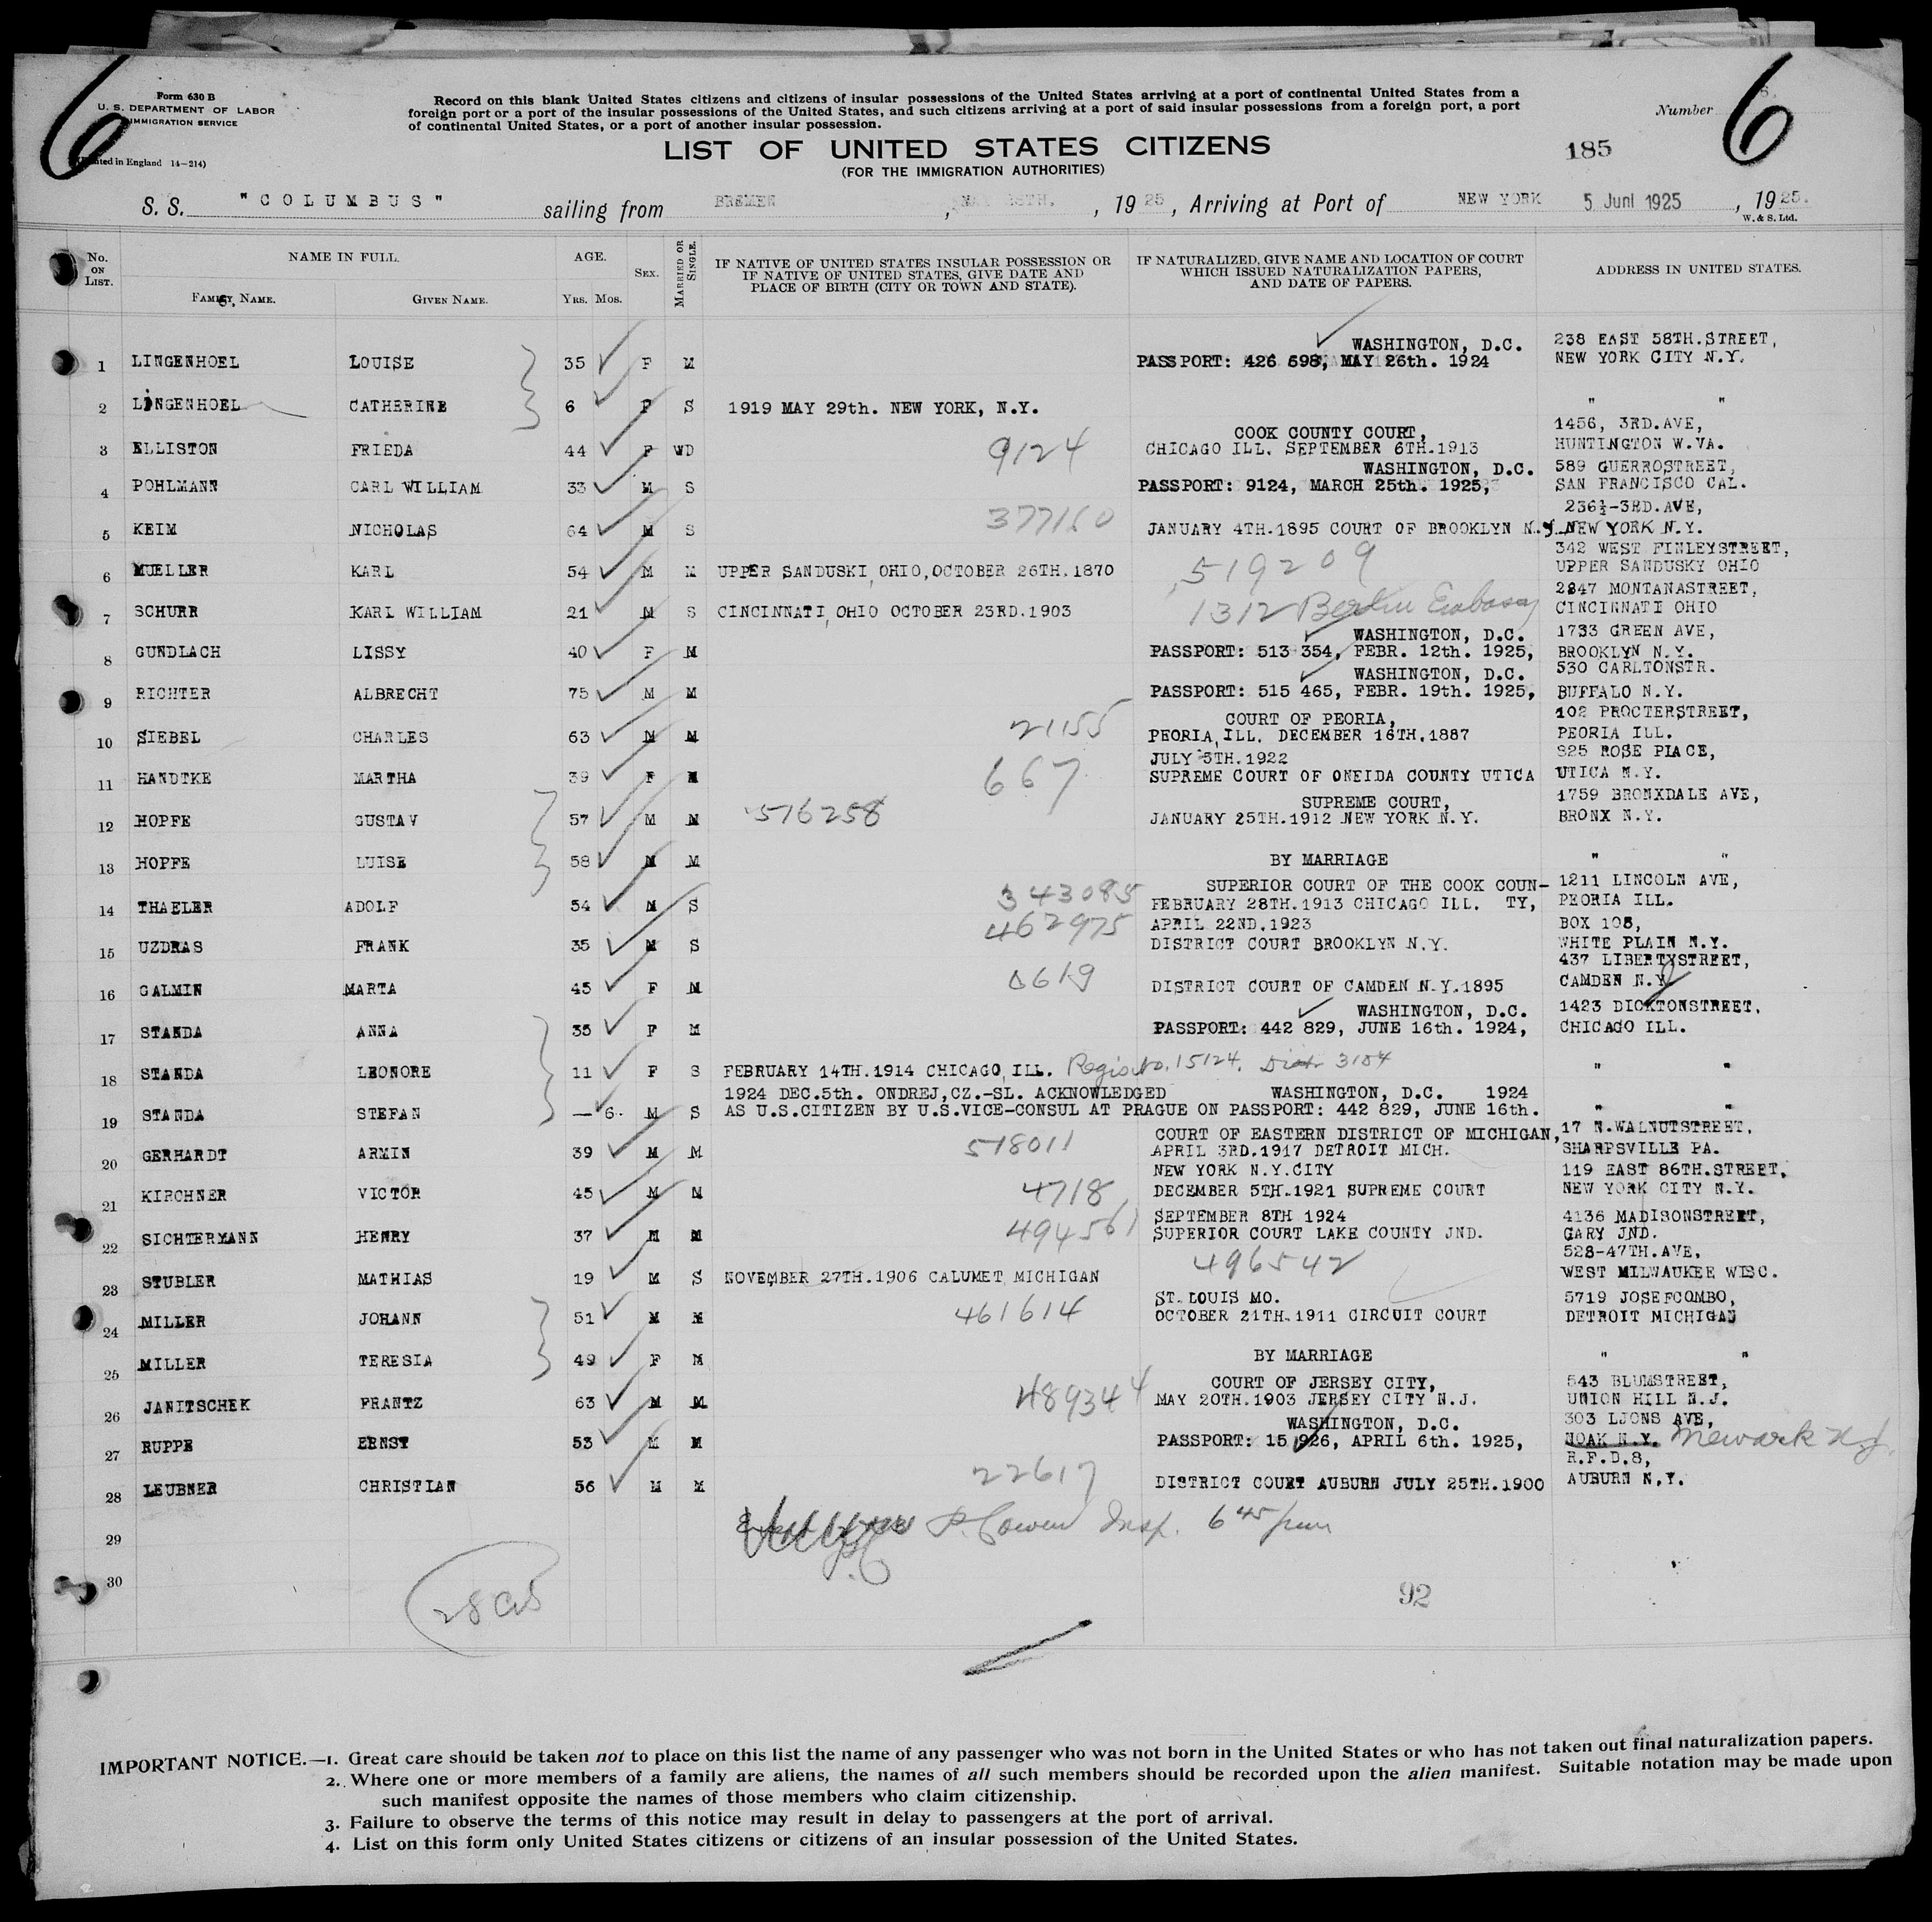 6
6
Form 630 B
U. S. DEPARTMENT OF LABOR
IMMIGRATION SERVICE
in England 14-214)
Record on this blank United States citizens and citizens of insular possessions of the United States arriving at a port of continental United States from a
foreign port or a port of the insular possessions of the United States, and such citizens arriving at a port of said insular possessions from a foreign port, a port
of continental United States, or a port of another insular possession.
Number
LIST OF UNITED STATES CITIZENS
(FOR THE IMMIGRATION AUTHORITIES)
185
S. S. "COLUMBUS" sailing from BREMEN, MAY TH. , 1925, Arriving at Port of NEW YORK 5 Juni 1925, 1925.
W. & S. Ltd.
No. ON LIST. NAME IN FULL. AGE. SEX. MARRIED OR SINGLE. IF NATIVE OF UNITED STATES INSULAR POSSESSION OR IF NATIVE OF UNITED STATES, GIVE DATE AND PLACE OF BIRTH (CITY OR TOWN AND STATE). IF NATURALIZED, GIVE NAME AND LOCATION OF COURT WHICH ISSUED NATURALIZATION PAPERS, AND DATE OF PAPERS. ADDRESS IN UNITED STATES.
FAMILY NAME. GIVEN NAME. YRS. MOS.
WASHINGTON, D.C. 238 EAST 58TH.STREET,
1 LINGENHOEL LOUISE 35 F M PASSPORT: 426 698, MAY 26th. 1924 NEW YORK CITY N.Y.
2 LINGENHOEL CATHERINE 6 F S 1919 MAY 29th. NEW YORK, N.Y. " "
COOK COUNTY COURT, 1456, 3RD.AVE,
3 ELLISTON FRIEDA 44 F WD 9124 CHICAGO ILL. SEPTEMBER 6TH.1913 HUNTINGTON W.VA.
WASHINGTON, D.C. 589 GUERROSTREET,
4 POHLMANN CARL WILLIAM 33 M S PASSPORT: 9124, MARCH 25th. 1925, SAN FRANCISCO CAL.
236½-3RD.AVE,
5 KEIM NICHOLAS 64 M S 377160 JANUARY 4TH.1895 COURT OF BROOKLYN N.Y. NEW YORK N.Y.
342 WEST FINLEYSTREET,
6 MUELLER KARL 54 M M UPPER SANDUSKI, OHIO, OCTOBER 26TH.1870 519209 UPPER SANDUSKY OHIO
2847 MONTANASTREET,
7 SCHURR KARL WILLIAM 21 M S CINCINNATI, OHIO OCTOBER 23RD.1903 1312 Berlin Embassy CINCINNATI OHIO
WASHINGTON, D.C. 1733 GREEN AVE,
8 GUNDLACH LISSY 40 F M PASSPORT: 513 354, FEBR. 12th. 1925, BROOKLYN N.Y.
WASHINGTON, D.C. 530 CARLTONSTR.
9 RICHTER ALBRECHT 75 M M PASSPORT: 515 465, FEBR. 19th. 1925, BUFFALO N.Y.
COURT OF PEORIA, 102 PROCTERSTREET,
10 SIEBEL CHARLES 63 M M 21155 PEORIA, ILL. DECEMBER 16TH.1887 PEORIA ILL.
JULY 5TH.1922 925 ROSE PLACE,
11 HANDTKE MARTHA 39 F M 667 SUPREME COURT OF ONEIDA COUNTY UTICA UTICA N.Y.
SUPREME COURT, 1759 BRONXDALE AVE,
12 HOPFE GUSTAV 57 M M 576258 JANUARY 25TH.1912 NEW YORK N.Y. BRONX N.Y.
13 HOPFE LUISE 58 M M BY MARRIAGE " "
SUPERIOR COURT OF THE COOK COUN- 1211 LINCOLN AVE,
14 THAELER ADOLF 54 M S 343085 FEBRUARY 28TH.1913 CHICAGO ILL. TY, PEORIA ILL.
APRIL 22ND.1923 BOX 105,
15 UZDRAS FRANK 35 M S 462975 DISTRICT COURT BROOKLYN N.Y. WHITE PLAIN N.Y.
437 LIBERTYSTREET,
16 GALMIN MARTA 45 F M 0619 DISTRICT COURT OF CAMDEN N.Y.1895 CAMDEN N.Y
WASHINGTON, D.C. 1423 DICKTONSTREET.
17 STANDA ANNA 35 F M PASSPORT: 442 829, JUNE 16th. 1924, CHICAGO ILL.
18 STANDA LEONORE 11 F S FEBRUARY 14TH.1914 CHICAGO, ILL. 15124. Dist 3104 " "
1924 DEC.5th. ONDREJ,CZ.-SL. ACKNOWLEDGED WASHINGTON, D.C. 1924
19 STANDA STEFAN — 6 M S AS U.S.CITIZEN BY U.S.VICE-CONSUL AT PRAGUE ON PASSPORT: 442 829, JUNE 16th. " "
COURT OF EASTERN DISTRICT OF MICHIGAN, 17 N.WALNUTSTREET,
20 GERHARDT ARMIN 39 M M 518011 APRIL 3RD.1917 DETROIT MICH. SHARPSVILLE PA.
NEW YORK N.Y.CITY 119 EAST 86TH.STREET,
21 KIRCHNER VICTOR 45 M M 4718 DECEMBER 5TH.1921 SUPREME COURT NEW YORK CITY N.Y.
SEPTEMBER 8TH 1924 4136 MADISONSTREET,
22 SICHTERMANN HENRY 37 M M 494561 SUPERIOR COURT LAKE COUNTY JND. GARY JND.
528-47TH.AVE,
23 STUBLER MATHIAS 19 M S NOVEMBER 27TH.1906 CALUMET, MICHIGAN 496542 WEST MILWAUKEE WISC.
ST. LOUIS MO. 5719 JOSEFCOMBO,
24 MILLER JOHANN 51 M M 461614 OCTOBER 21TH.1911 CIRCUIT COURT DETROIT MICHIGAN
25 MILLER TERESIA 49 F M BY MARRIAGE " "
COURT OF JERSEY CITY, 543 BLUMSTREET,
26 JANITSCHEK FRANTZ 63 M M 489344 MAY 20TH.1903 JERSEY CITY N.J. UNION HILL N.J.
WASHINGTON, D.C. 303 LJONS AVE,
27 RUPPE ERNST 53 M M PASSPORT: 15 926, APRIL 6th. 1925, NOAK N.Y. Newark N.J.
R.F.D.8,
28 LEUBNER CHRISTIAN 56 M M 22617 DISTRICT COURT AUBURN JULY 25TH.1900 AUBURN N.Y.
29 Insp. 6 45 pm
30
28
92
IMPORTANT NOTICE.—1. Great care should be taken not to place on this list the name of any passenger who was not born in the United States or who has not taken out final naturalization papers.
2. Where one or more members of a family are aliens, the names of all such members should be recorded upon the alien manifest. Suitable notation may be made upon
such manifest opposite the names of those members who claim citizenship.
3. Failure to observe the terms of this notice may result in delay to passengers at the port of arrival.
4. List on this form only United States citizens or citizens of an insular possession of the United States.